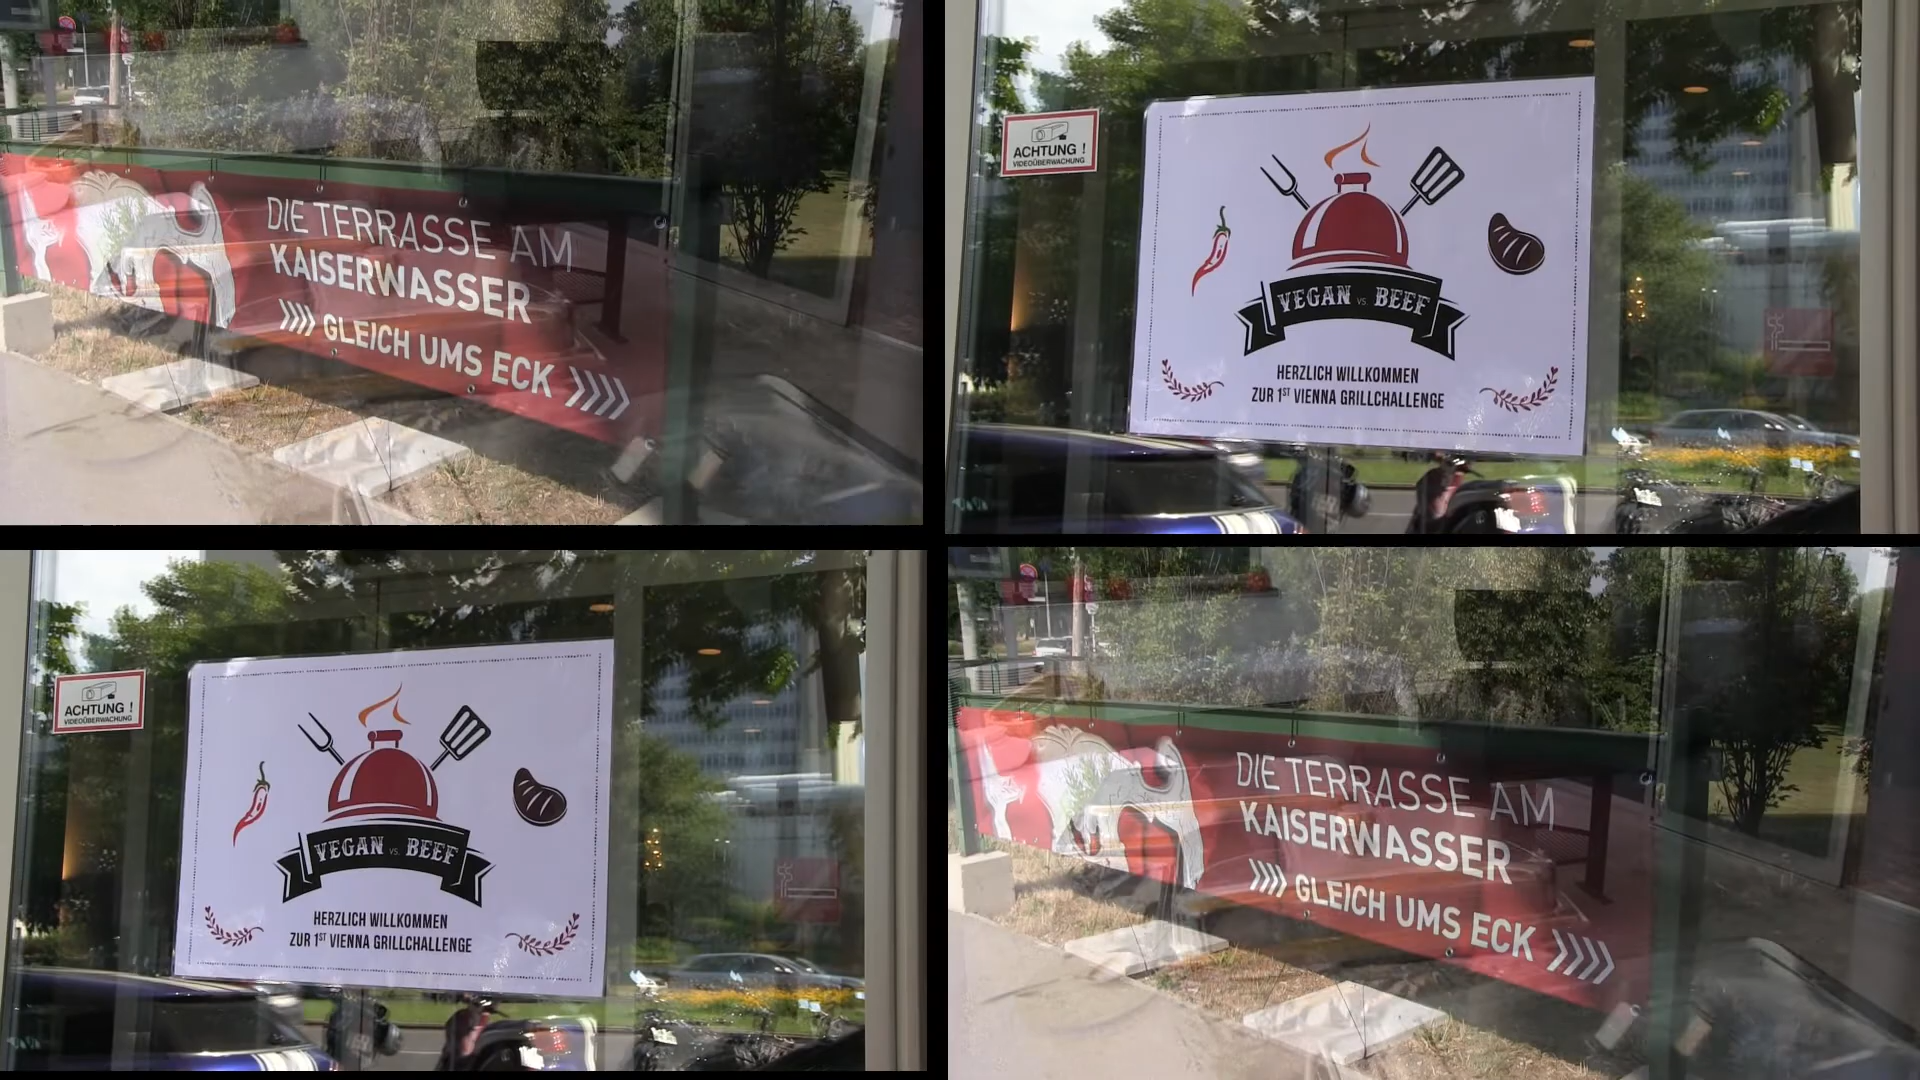 DIE TERRASSE AM
KAISERWASSER
GLEICH UMS ECK
ACHTUNG !
VIDEOÜBERWACHUNG
VEGAN VS. BEEF
HERZLICH WILLKOMMEN
ZUR 1ST VIENNA GRILLCHALLENGE
ACHTUNG !
VIDEOÜBERWACHUNG
VEGAN VS. BEEF
HERZLICH WILLKOMMEN
ZUR 1ST VIENNA GRILLCHALLENGE
DIE TERRASSE AM
KAISERWASSER
GLEICH UMS ECK